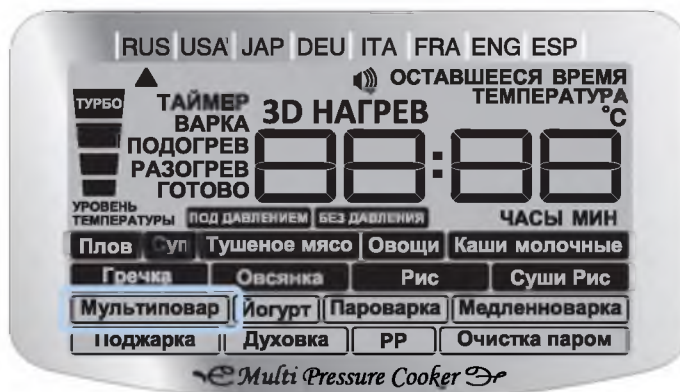 RUS USA JAP DEU ITA FRA ENG ESP
ОСТАВШЕЕСЯ ВРЕМЯ
ТУРБО ТАЙМЕР 3D НАГРЕВ ТЕМПЕРАТУРА
ВАРКА °C
ПОДОГРЕВ 88:88
РАЗОГРЕВ
ГОТОВО
УРОВЕНЬ
ТЕМПЕРАТУРЫ ПОД ДАВЛЕНИЕМ БЕЗ ДАВЛЕНИЯ ЧАСЫ МИН
Плов Суп Тушеное мясо Овощи Каши молочные
Гречка Овсянка Рис Суши Рис
Мультиповар Йогурт Пароварка Медленноварка
Поджарка Духовка РР Очистка паром
Multi Pressure Cooker